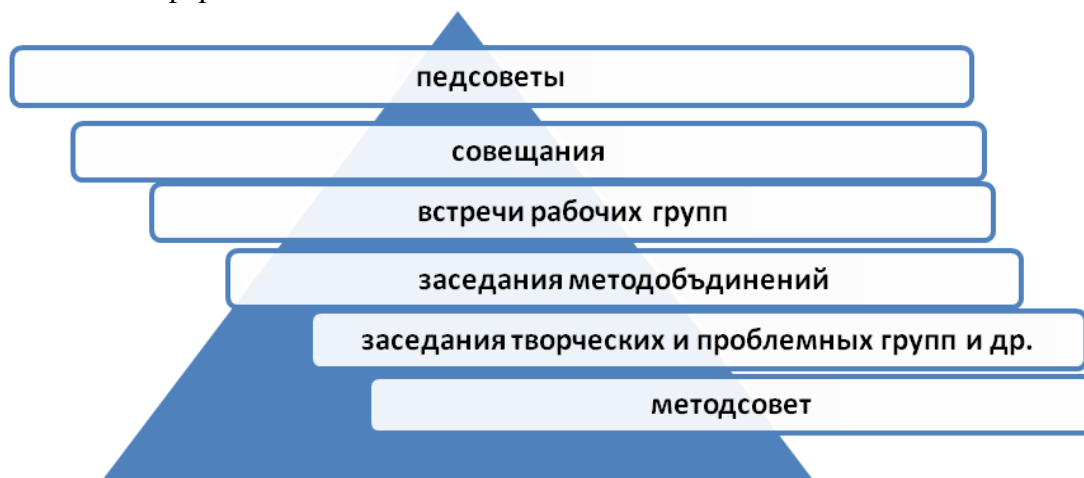 педсоветы
совещания
встречи рабочих групп
заседания методобъдинений
заседания творческих и проблемных групп и др.
методсовет